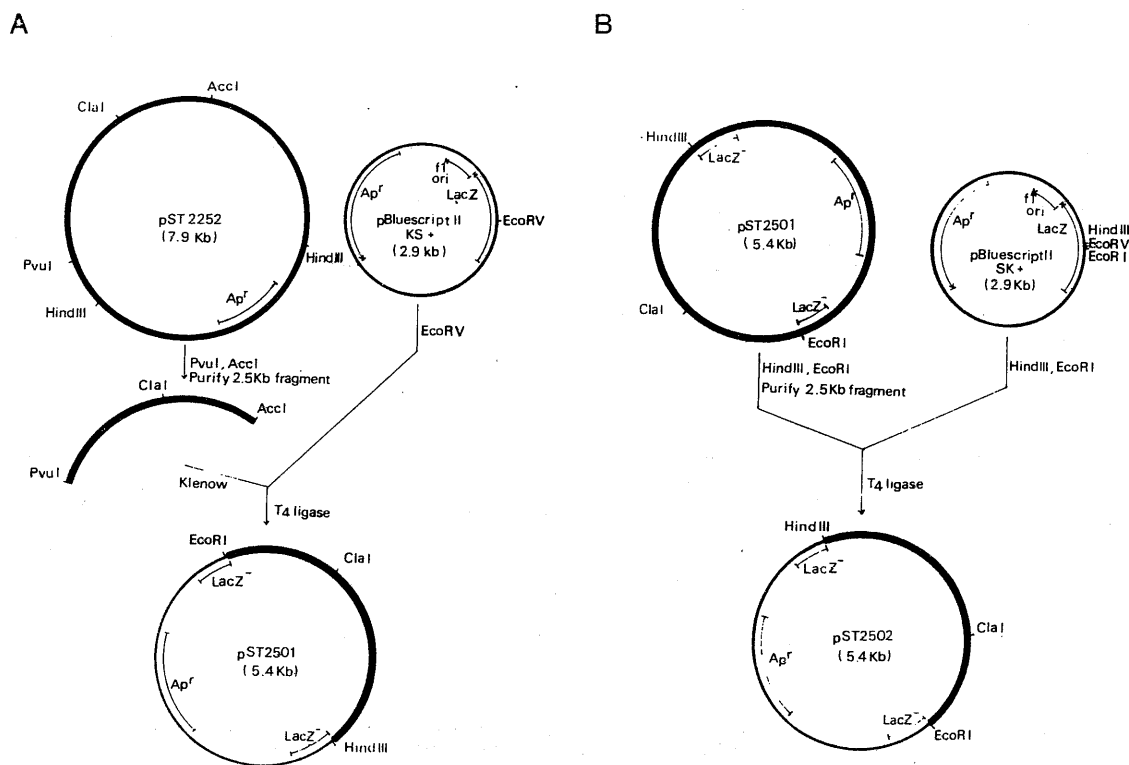 A
AccI
ClaI
pST 2252
(7.9 Kb)
PvuI
HindIII
HindIII
Ap^r
f1
ori
LacZ
Ap^r
pBluescript II
KS +
(2.9 kb)
EcoRV
PvuI, AccI
Purify 2.5Kb fragment
EcoRV
ClaI
AccI
PvuI
Klenow
T4 ligase
EcoRI
ClaI
LacZ^-
pST2501
(5.4Kb)
Ap^r
LacZ^-
HindIII
B
HindIII
LacZ^-
Ap^r
pST2501
(5.4 Kb)
ClaI
LacZ^-
EcoRI
f1
ori
LacZ
Ap^r
pBluescriptII
SK +
(2.9Kb)
HindIII
EcoRV
EcoRI
HindIII, EcoRI
Purify 2.5Kb fragment
HindIII, EcoRI
T4 ligase
HindIII
LacZ^-
pST2502
(5.4 Kb)
Ap^r
ClaI
LacZ^-
EcoRI